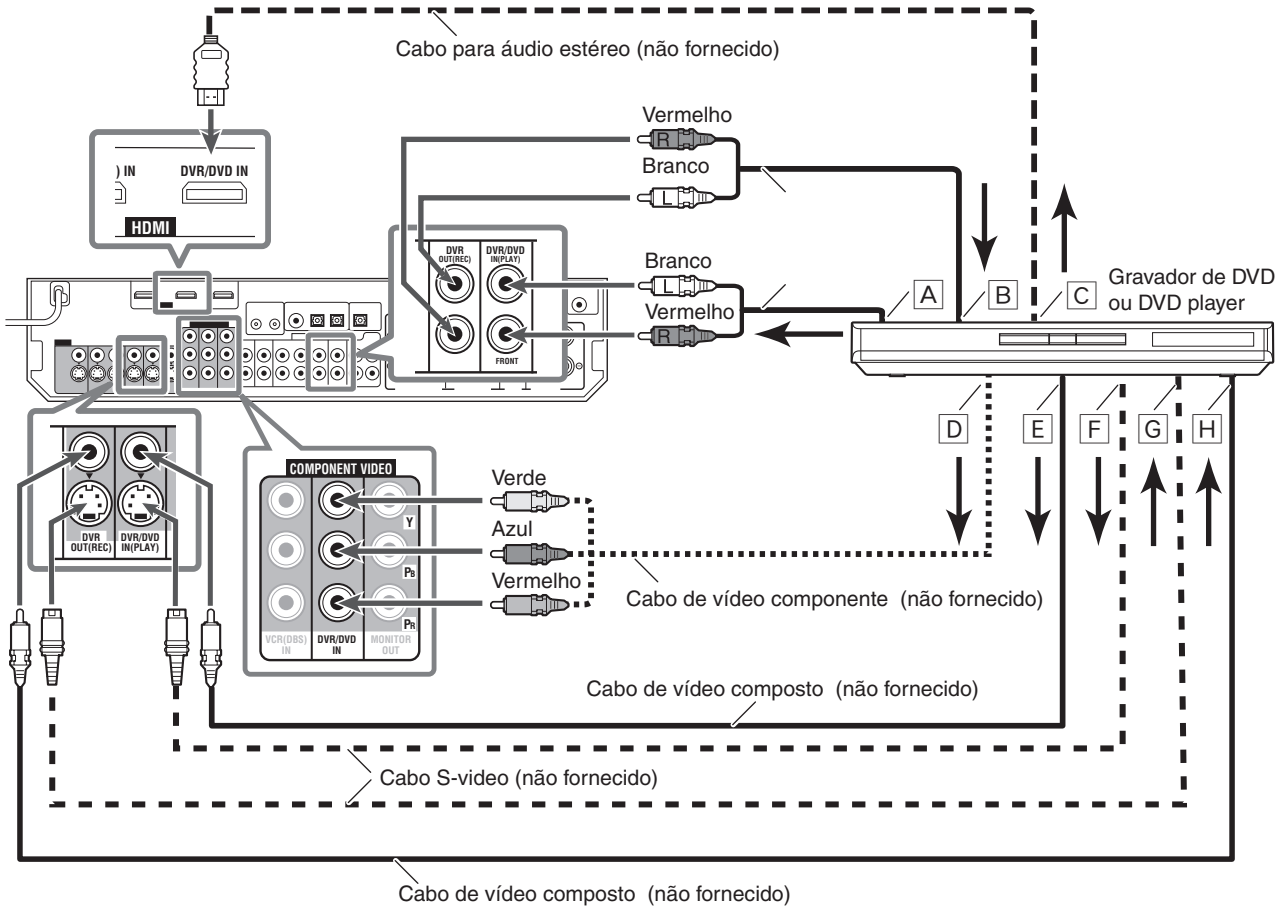 Cabo para áudio estéreo (não fornecido)
) IN
DVR/DVD IN
HDMI
Vermelho
R
Branco
L
DVR
OUT(REC)
DVR/DVD
IN(PLAY)
FRONT
Branco
L
Vermelho
R
A
B
C
Gravador de DVD
ou DVD player
D
E
F
G
H
DVR
OUT(REC)
DVR/DVD
IN(PLAY)
COMPONENT VIDEO
Y
PB
PR
VCR(DBS)
IN
DVR/DVD
IN
MONITOR
OUT
Verde
Azul
Vermelho
Cabo de vídeo componente (não fornecido)
Cabo de vídeo composto (não fornecido)
Cabo S-video (não fornecido)
Cabo de vídeo composto (não fornecido)